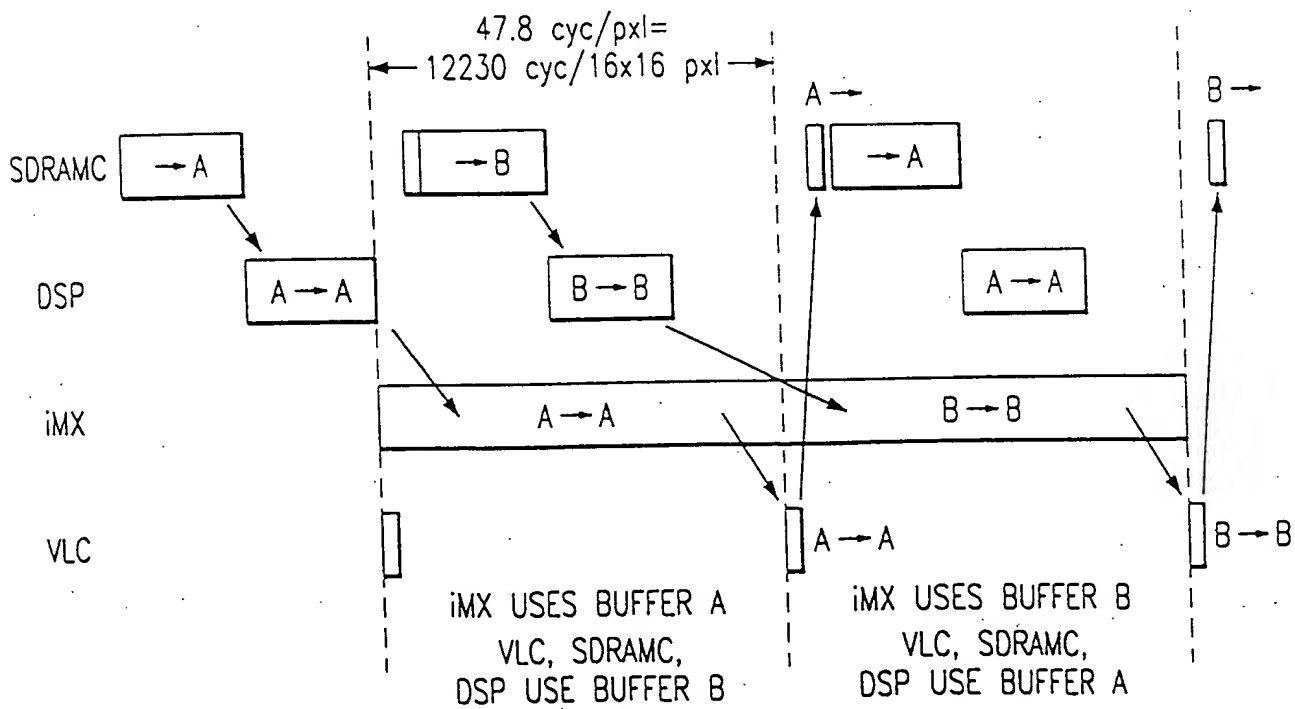 47.8 cyc/pxl=
12230 cyc/16x16 pxl
A →
B →
SDRAMC
→ A
→ B
→ A
DSP
A → A
B → B
A → A
iMX
A → A
B → B
VLC
A → A
B → B
iMX USES BUFFER A
VLC, SDRAMC,
DSP USE BUFFER B
iMX USES BUFFER B
VLC, SDRAMC,
DSP USE BUFFER A